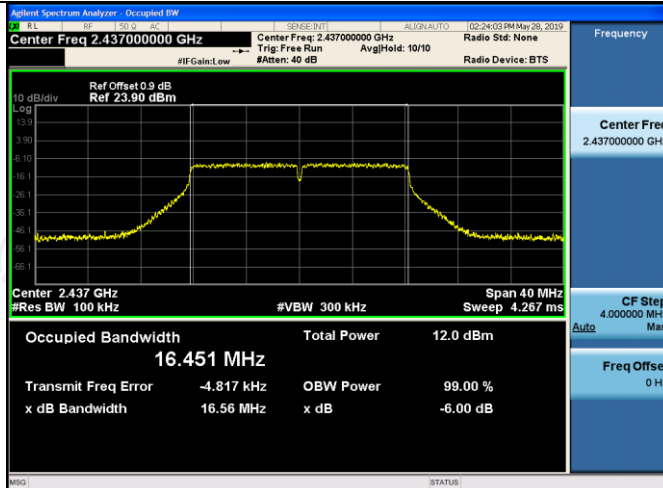 Agilent Spectrum Analyzer - Occupied BW
RL RF 50 Ω AC SENSE:INT ALIGNAUTO 02:24:03 PM May 28, 2019
Center Freq 2.437000000 GHz
Center Freq: 2.437000000 GHz
Radio Std: None
Trig: Free Run Avg|Hold: 10/10
#IFGain:Low #Atten: 40 dB Radio Device: BTS
Frequency
Ref Offset 0.9 dB
10 dB/div Ref 23.90 dBm
Log
13.9
3.90
-6.10
-16.1
-26.1
-36.1
-46.1
-56.1
-66.1
Center 2.437 GHz Span 40 MHz
#Res BW 100 kHz #VBW 300 kHz Sweep 4.267 ms
Occupied Bandwidth Total Power 12.0 dBm
16.451 MHz
Transmit Freq Error -4.817 kHz OBW Power 99.00 %
x dB Bandwidth 16.56 MHz x dB -6.00 dB
Center Freq
2.437000000 GH
CF Step
4.000000 MH
Auto Ma
Freq Offse
0 H
MSG STATUS